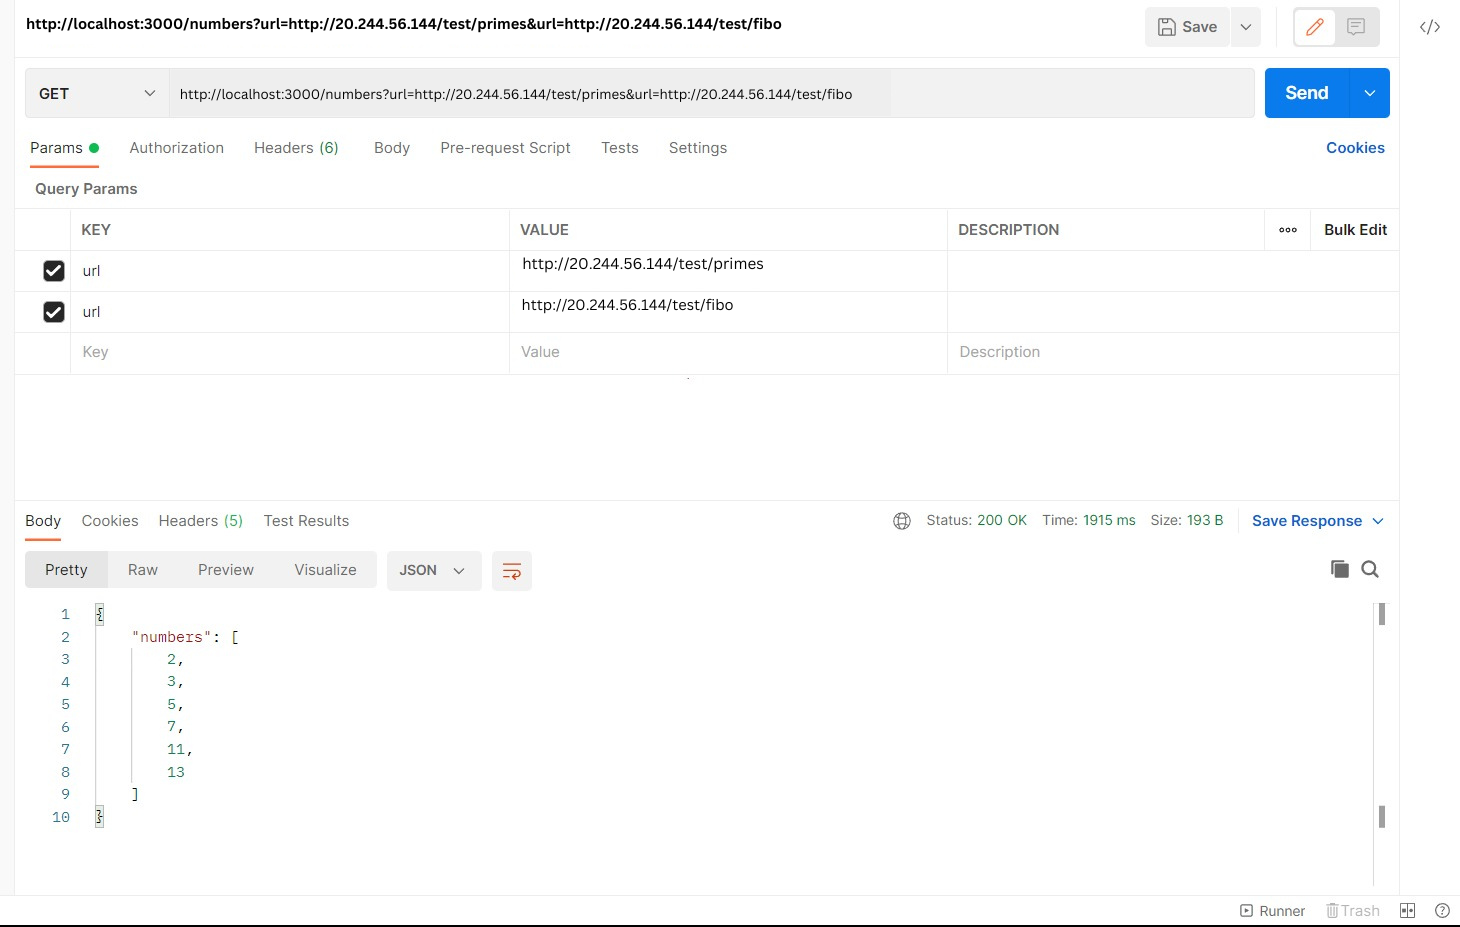 http://localhost:3000/numbers?url=http://20.244.56.144/test/primes&url=http://20.244.56.144/test/fibo
Save
</>
GET
http://localhost:3000/numbers?url=http://20.244.56.144/test/primes&url=http://20.244.56.144/test/fibo
Send
Params Authorization Headers (6) Body Pre-request Script Tests Settings Cookies
Query Params
KEY VALUE DESCRIPTION Bulk Edit
url http://20.244.56.144/test/primes
url http://20.244.56.144/test/fibo
Key Value Description
Body Cookies Headers (5) Test Results Status: 200 OK Time: 1915 ms Size: 193 B Save Response
Pretty Raw Preview Visualize JSON
1 {
2 "numbers": [
3 2,
4 3,
5 5,
6 7,
7 11,
8 13
9 ]
10 }
Runner Trash ?